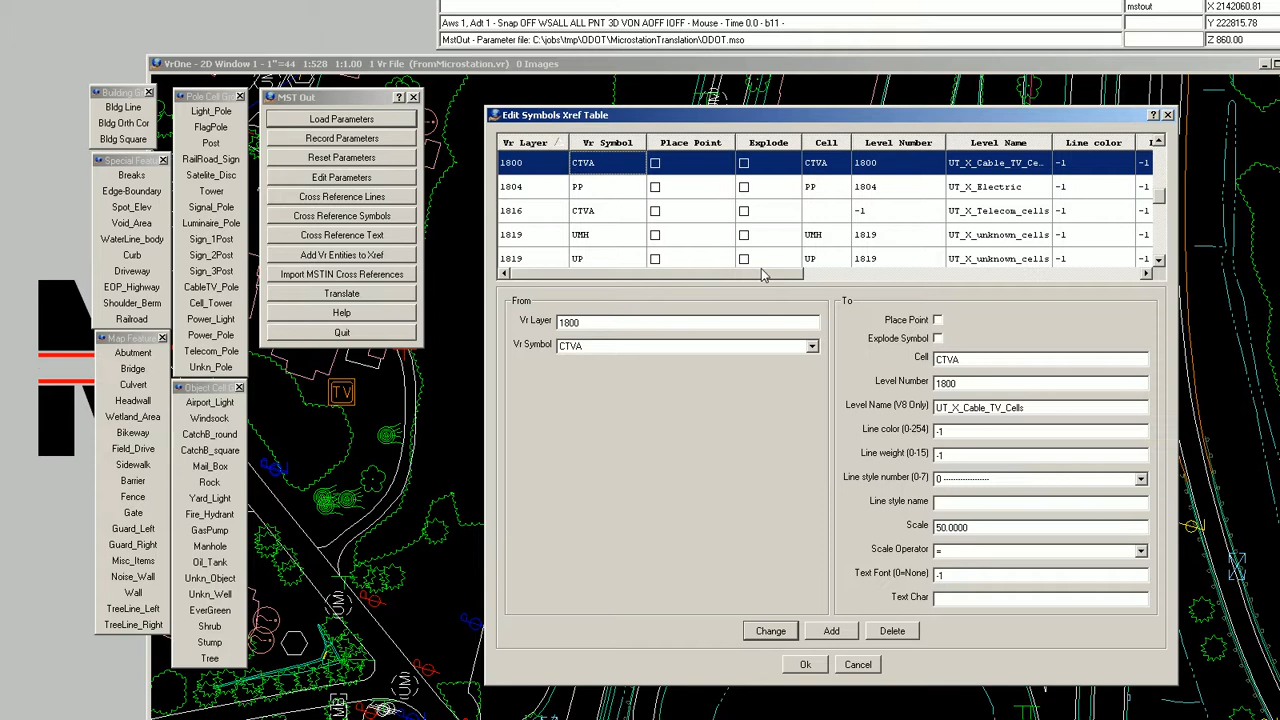 mstout
X 2142060.81
Aws 1, Adt 1 - Snap OFF WSALL ALL PNT 3D VON AOFF IOFF - Mouse - Time 0.0 - b11 -
Y 222815.78
MstOut - Parameter file: C:\jobs\tmp\ODOT\MicrostationTranslation\ODOT.mso
Z 860.00
VrOne - 2D Window 1 - 1"=44 1:528 1:1.00 1 Vr File (FromMicrostation.vr) 0 Images
Bldg Line
Bldg Orth Cor
Bldg Square
Breaks
Edge-Boundary
Spot_Elev
Void_Area
WaterLine_body
Curb
Driveway
EOP_Highway
Shoulder_Berm
Railroad
Abutment
Bridge
Culvert
Headwall
Wetland_Area
Bikeway
Field_Drive
Sidewalk
Barrier
Fence
Gate
Guard_Left
Guard_Right
Misc_Items
Noise_Wall
Wall
TreeLine_Left
TreeLine_Right
Light_Pole
FlagPole
Post
RailRoad_Sign
Satelite_Disc
Tower
Signal_Pole
Luminaire_Pole
Sign_1Post
Sign_2Post
Sign_3Post
CableTV_Pole
Cell_Tower
Power_Light
Power_Pole
Telecom_Pole
Unkn_Pole
Airport_Light
Windsock
CatchB_round
CatchB_square
Mail_Box
Rock
Yard_Light
Fire_Hydrant
GasPump
Manhole
Oil_Tank
Unkn_Object
Unkn_Well
EverGreen
Shrub
Stump
Tree
MST Out
Load Parameters
Record Parameters
Reset Parameters
Edit Parameters
Cross Reference Lines
Cross Reference Symbols
Cross Reference Text
Add Vr Entities to Xref
Import MSTIN Cross References
Translate
Help
Quit
TV
Edit Symbols Xref Table
Vr Layer / Vr Symbol Place Point Explode Cell Level Number Level Name Line color
1800 CTVA CTVA 1800 UT_X_Cable_TV_Ce... -1 -1
1804 PP PP 1804 UT_X_Electric -1 -1
1816 CTVA -1 UT_X_Telecom_cells -1 -1
1819 UMH UMH 1819 UT_X_unknown_cells -1 -1
1819 UP UP 1819 UT_X_unknown_cells -1 -1
From
Vr Layer 1800
Vr Symbol CTVA
To
Place Point
Explode Symbol
Cell CTVA
Level Number 1800
Level Name (V8 Only) UT_X_Cable_TV_Cells
Line color (0-254) -1
Line weight (0-15) -1
Line style number (0-7) 0 ------------------
Line style name
Scale 50.0000
Scale Operator =
Text Font (0=None) -1
Text Char
Change Add Delete
Ok Cancel